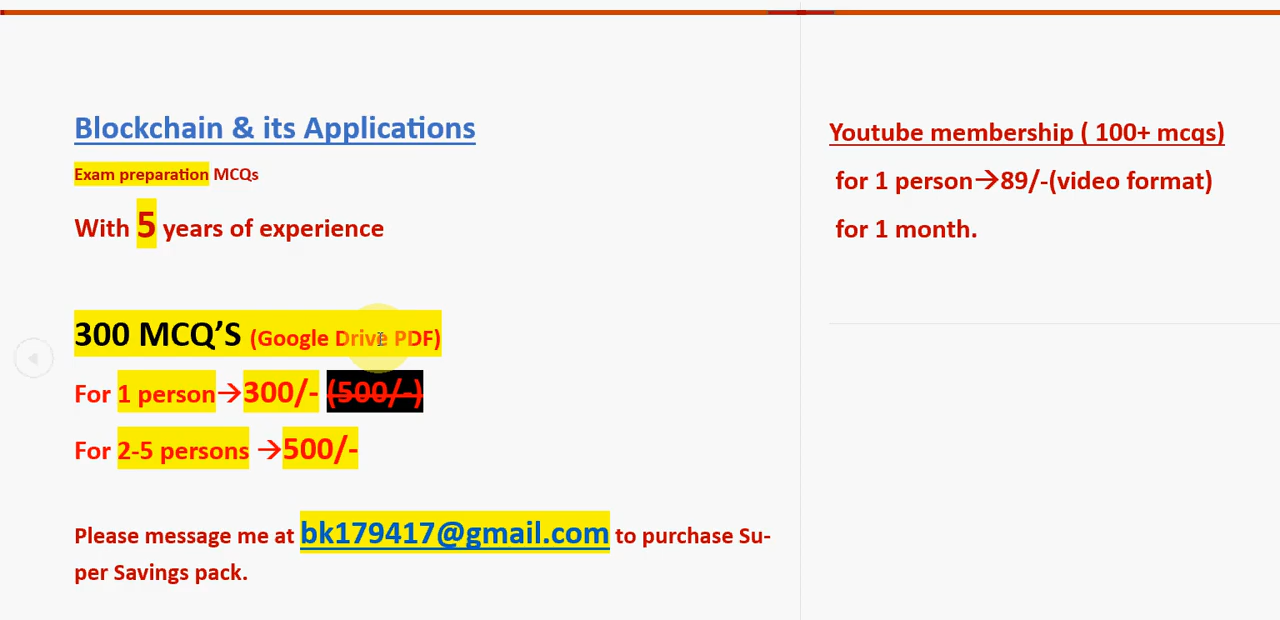 Blockchain & its Applications
Exam preparation MCQs
With 5 years of experience
300 MCQ’S (Google Drive PDF)
For 1 person→300/- (500/-)
For 2-5 persons →500/-
Please message me at bk179417@gmail.com to purchase Su-
per Savings pack.
Youtube membership ( 100+ mcqs)
for 1 person→89/-(video format)
for 1 month.